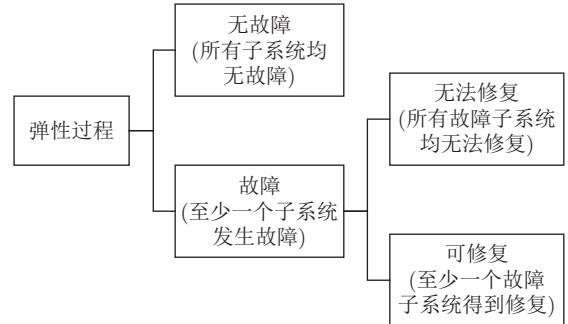 无故障
(所有子系统均
无故障)
弹性过程
无法修复
(所有故障子系统
均无法修复)
故障
(至少一个子系统
发生故障)
可修复
(至少一个故障
子系统得到修复)